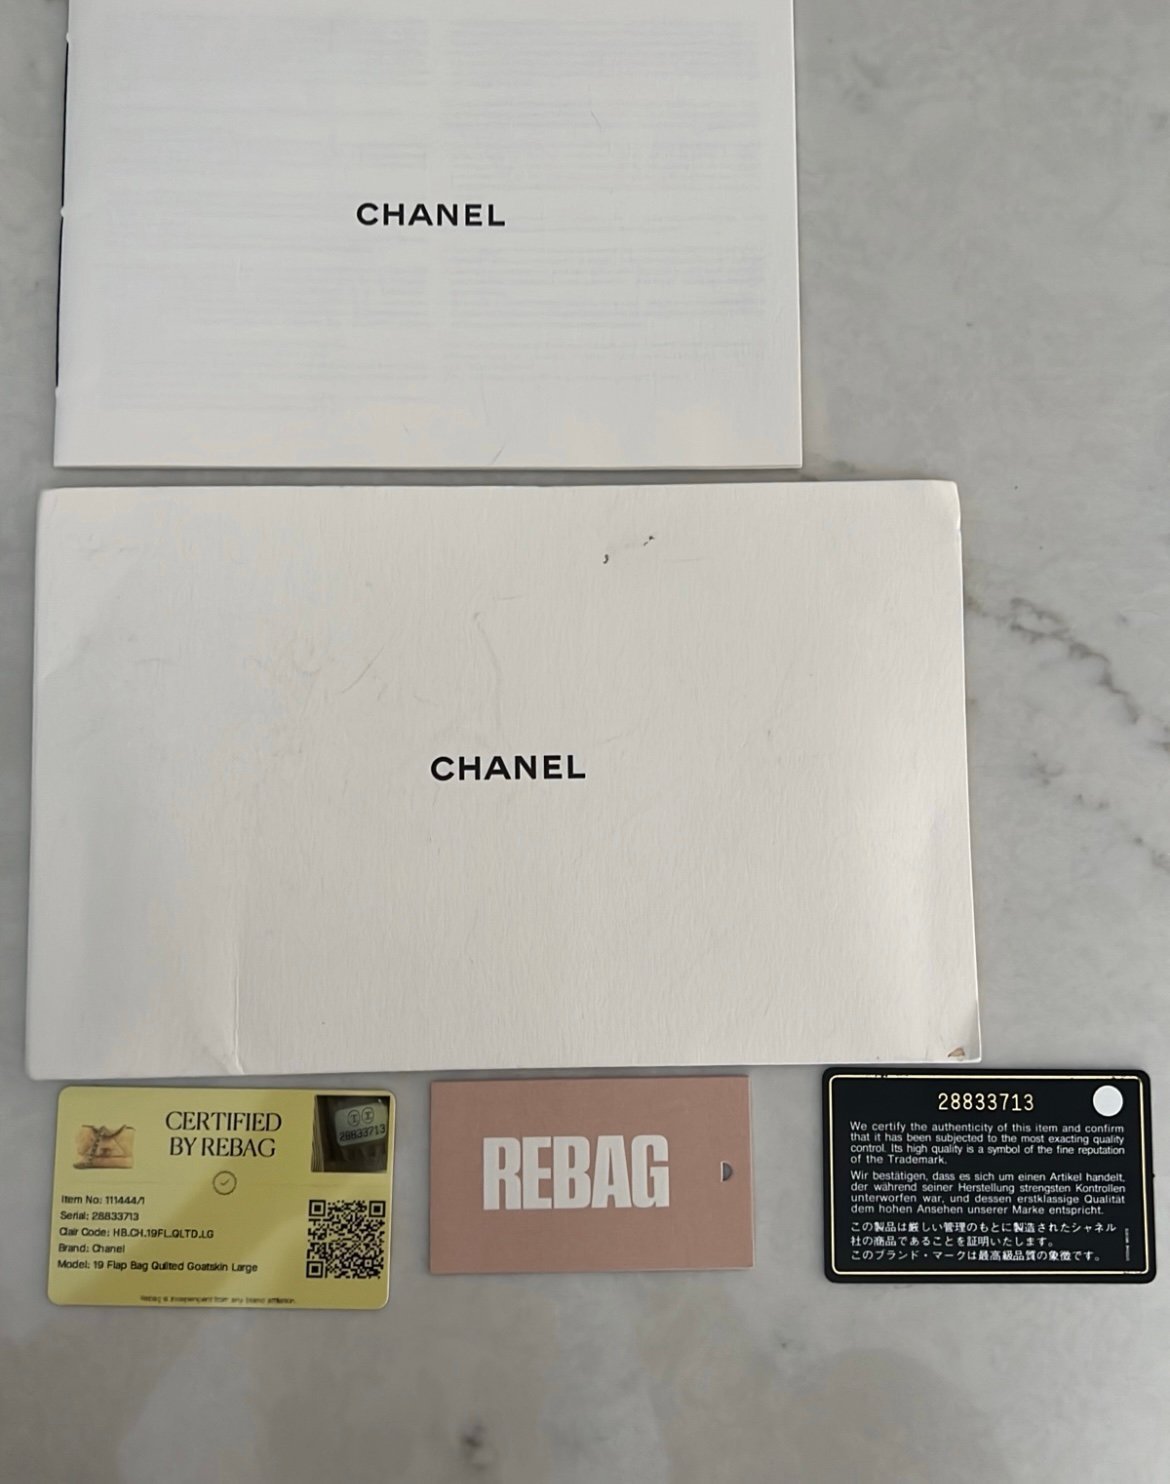 CHANEL
CHANEL
CERTIFIED
BY REBAG
28833713
Item No: 111444/1
Serial: 28833713
Clair Code: HB.CH.19FL.QLTD.LG
Brand: Chanel
Model: 19 Flap Bag Quilted Goatskin Large
Rebag is independent from any brand affiliation.
REBAG
28833713
We certify the authenticity of this item and confirm
that it has been subjected to the most exacting quality
control. Its high quality is a symbol of the fine reputation
of the Trademark.
Wir bestätigen, dass es sich um einen Artikel handelt,
der während seiner Herstellung strengsten Kontrollen
unterworfen war, und dessen erstklassige Qualität
dem hohen Ansehen unserer Marke entspricht.
この製品は厳しい管理のもとに製造されたシャネル
社の商品であることを証明いたします。
このブランド・マークは最高級品質の象徴です。